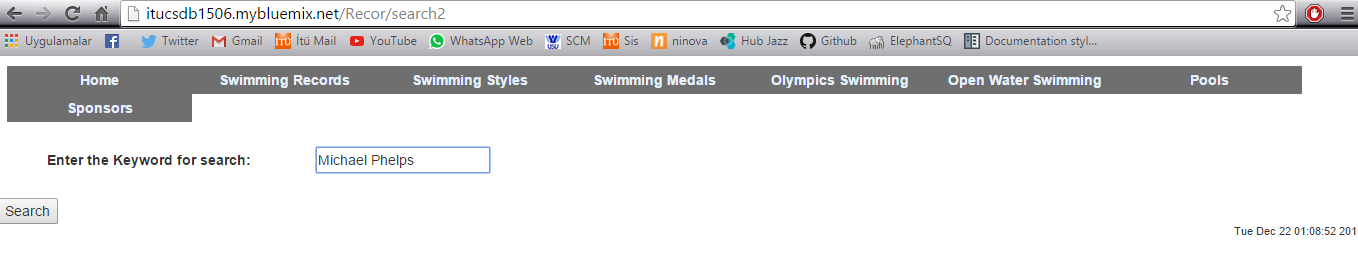 itucsdb1506.mybluemix.net/Recor/search2
Uygulamalar Twitter Gmail İtü Mail YouTube WhatsApp Web SCM Sis ninova Hub Jazz Github ElephantSQ Documentation styl...
Home Swimming Records Swimming Styles Swimming Medals Olympics Swimming Open Water Swimming Pools
Sponsors
Enter the Keyword for search: Michael Phelps
Search
Tue Dec 22 01:08:52 201